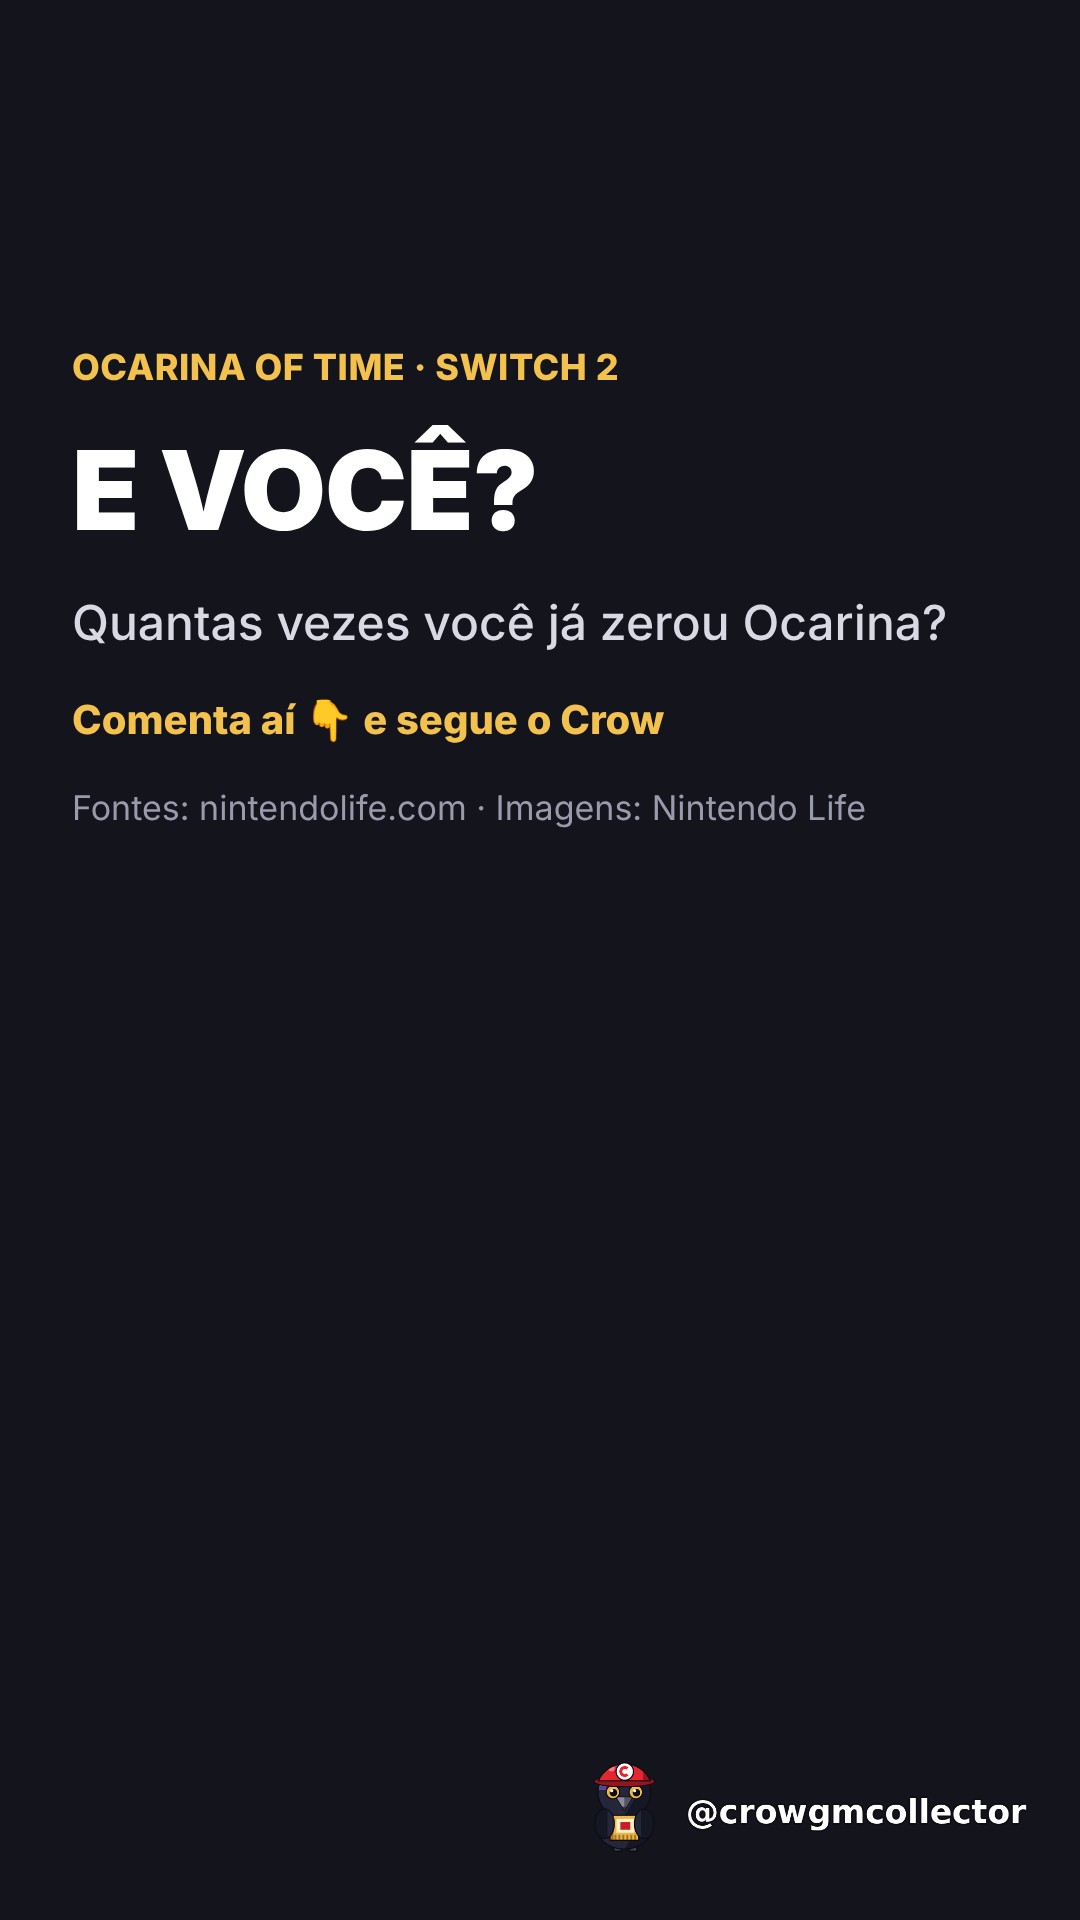 OCARINA OF TIME · SWITCH 2
E VOCÊ?
Quantas vezes você já zerou Ocarina?
Comenta aí 👇 e segue o Crow
Fontes: nintendolife.com · Imagens: Nintendo Life
C
@crowgmcollector